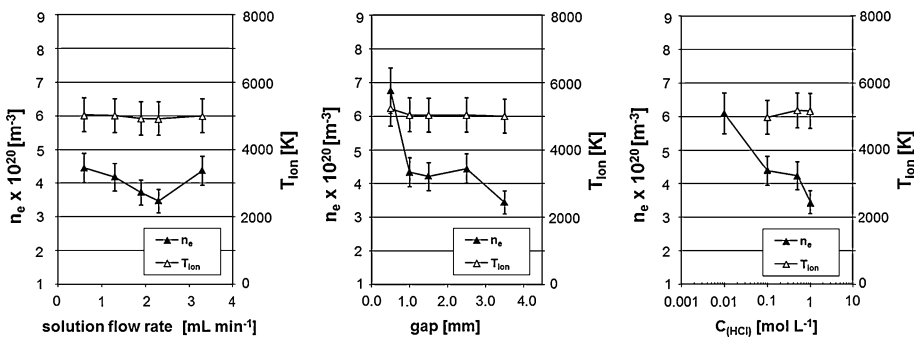 9
8
7
6
5
4
3
2
1
n_e x 10^20 [m^-3]
8000
6000
4000
2000
0
T_Ion [K]
n_e
T_Ion
0 1 2 3 4
solution flow rate [mL min^-1]
9
8
7
6
5
4
3
2
1
n_e x 10^20 [m^-3]
8000
6000
4000
2000
0
T_Ion [K]
n_e
T_Ion
0.0 1.0 2.0 3.0 4.0
gap [mm]
9
8
7
6
5
4
3
2
1
n_e x 10^20 [m^-3]
8000
6000
4000
2000
0
T_Ion [K]
n_e
T_Ion
0.001 0.01 0.1 1 10
C_(HCl) [mol L^-1]